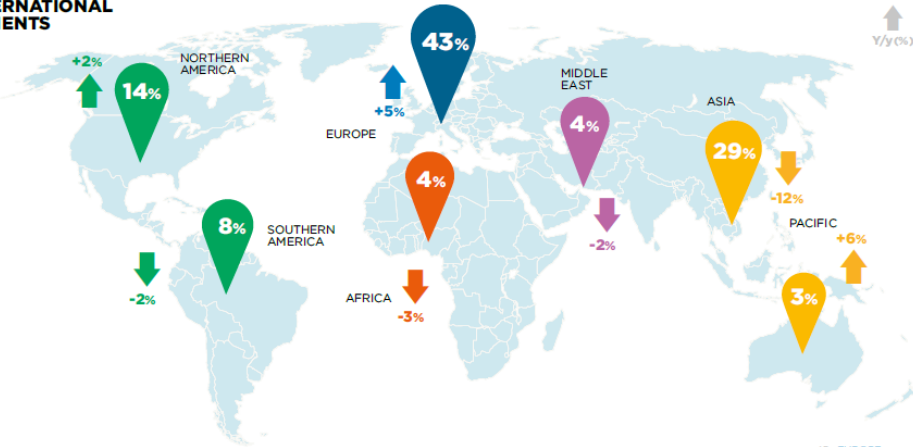 ERNATIONAL
MENTS
Y/y(%)
+2%
NORTHERN
AMERICA
14%
43%
+5%
EUROPE
MIDDLE
EAST
4%
-2%
ASIA
29%
-12%
8%
SOUTHERN
AMERICA
-2%
4%
AFRICA
-3%
PACIFIC
+6%
3%